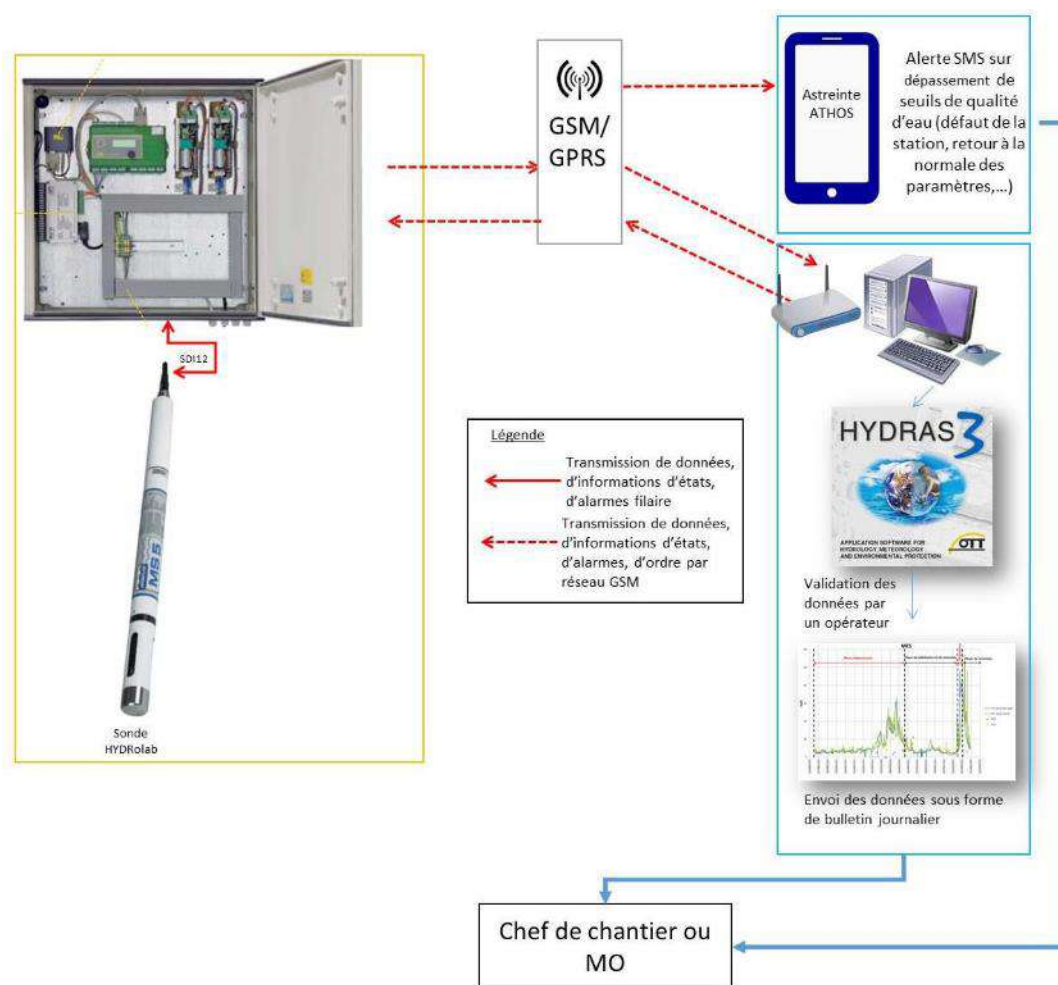 GSM/
GPRS
Astreinte
ATHOS
Alerte SMS sur
dépassement de
seuils de qualité
d'eau (défaut de la
station, retour à la
normale des
paramètres,...)
SDI12
MS5
Sonde
HYDRolab
Légende
Transmission de données,
d'informations d'états,
d'alarmes filaire
Transmission de données,
d'informations d'états,
d'alarmes, d'ordre par
réseau GSM
HYDRAS 3
APPLICATION SOFTWARE FOR
HYDROLOGY, METEOROLOGY
AND ENVIRONMENTAL PROTECTION
OTT
Validation des
données par
un opérateur
Envoi des données sous forme
de bulletin journalier
Chef de chantier ou
MO